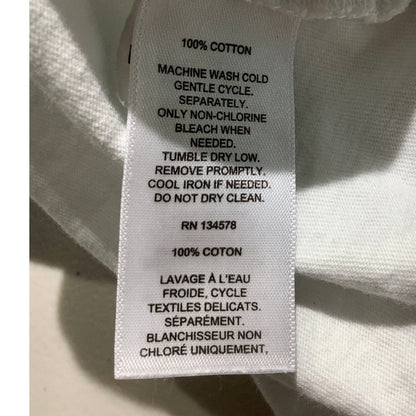 100% COTTON
MACHINE WASH COLD
GENTLE CYCLE.
SEPARATELY.
ONLY NON-CHLORINE
BLEACH WHEN
NEEDED.
TUMBLE DRY LOW.
REMOVE PROMPTLY.
COOL IRON IF NEEDED.
DO NOT DRY CLEAN.
RN 134578
100% COTON
LAVAGE À L'EAU
FROIDE, CYCLE
TEXTILES DELICATS.
SÉPARÉMENT.
BLANCHISSEUR NON
CHLORÉ UNIQUEMENT,